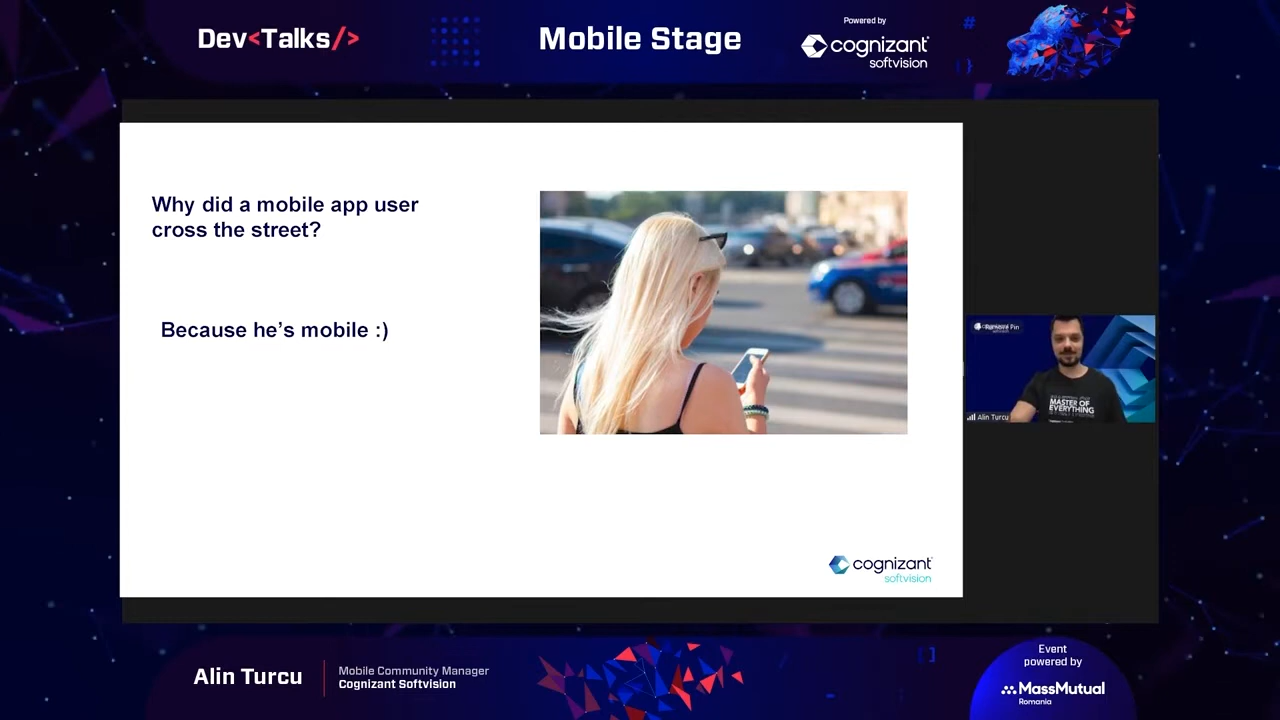 Dev<Talks/>
Mobile Stage
Powered by
cognizant
softvision
#
{}
Why did a mobile app user
cross the street?
Because he's mobile :)
cognizant
softvision
Alin Turcu
MASTER OF
EVERYTHING
Alin Turcu
Mobile Community Manager
Cognizant Softvision
[]
Event
powered by
MassMutual
Romania